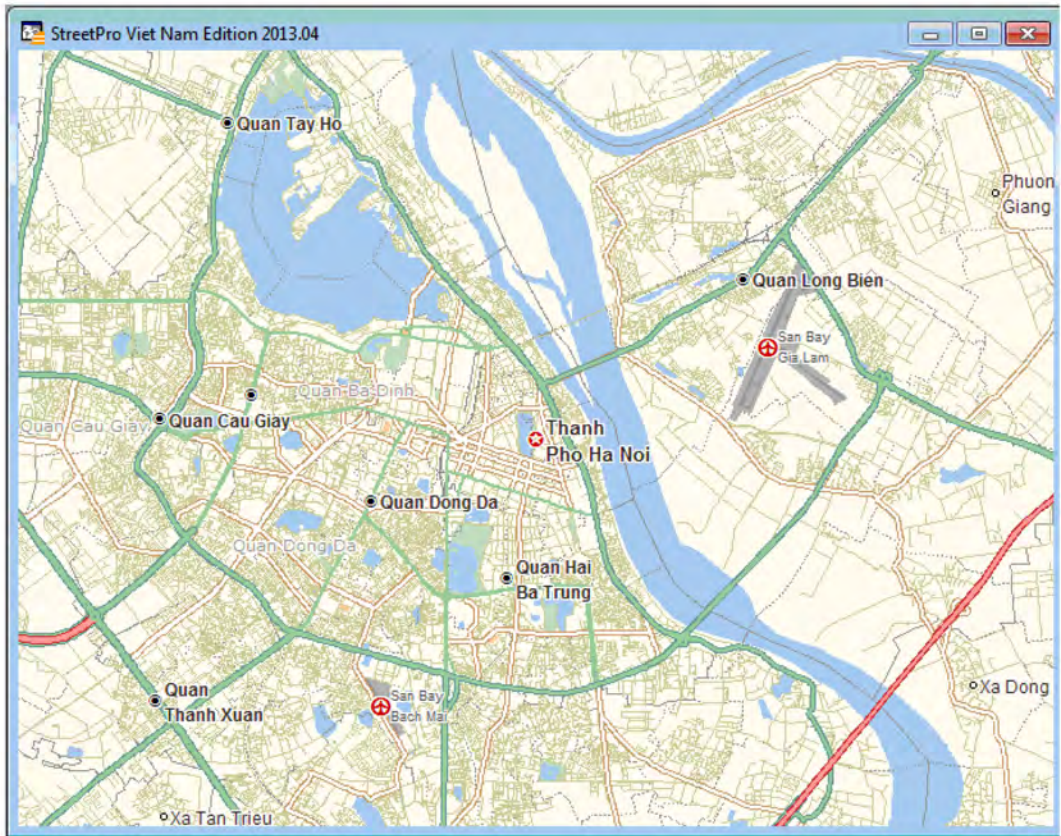 StreetPro Viet Nam Edition 2013.04
Quan Tay Ho
Phuon
Giang
Quan Long Bien
San Bay
Gia Lam
Quan Ba Dinh
Quan Cau Giay
Quan Cau Giay
Thanh
Pho Ha Noi
Quan Dong Da
Quan Dong Da
Quan Hai
Ba Trung
Quan
Thanh Xuan
San Bay
Bach Mai
Xa Dong
Xa Tan Trieu